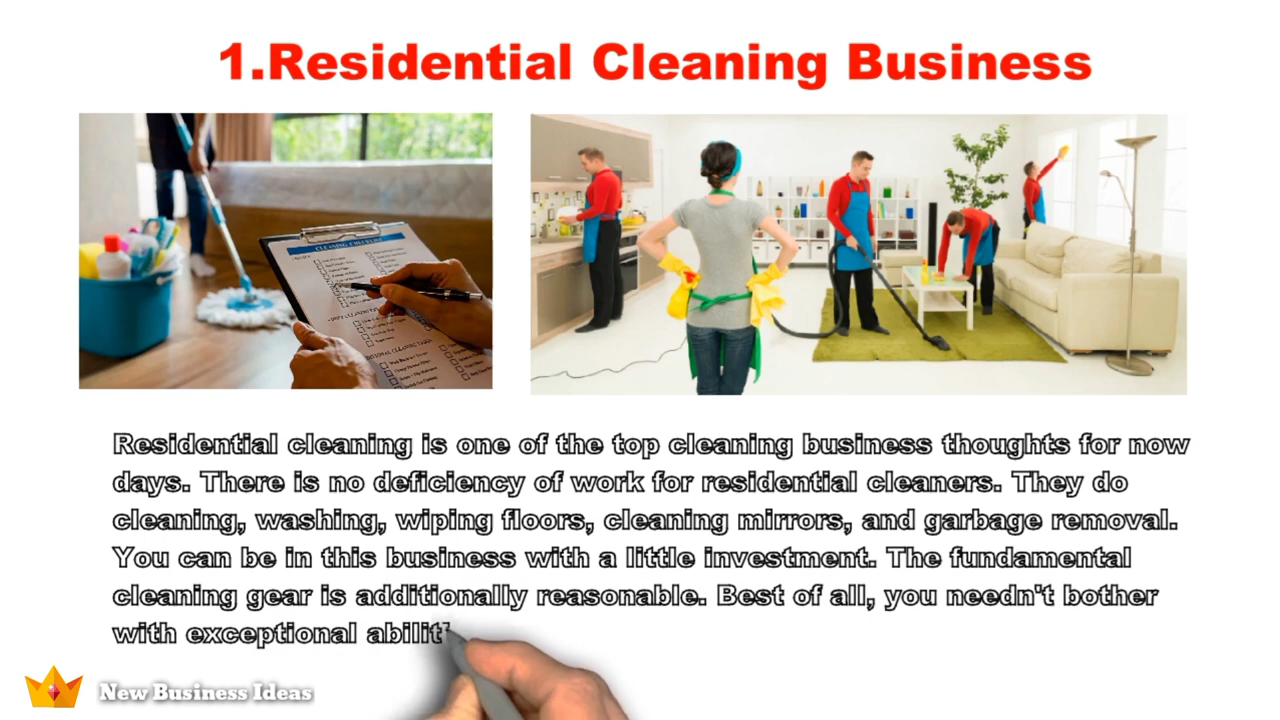 1.Residential Cleaning Business
CLEANING CHECKLIST
Residential cleaning is one of the top cleaning business thoughts for now
days. There is no deficiency of work for residential cleaners. They do
cleaning, washing, wiping floors, cleaning mirrors, and garbage removal.
You can be in this business with a little investment. The fundamental
cleaning gear is additionally reasonable. Best of all, you needn't bother
with exceptional abilit
New Business Ideas